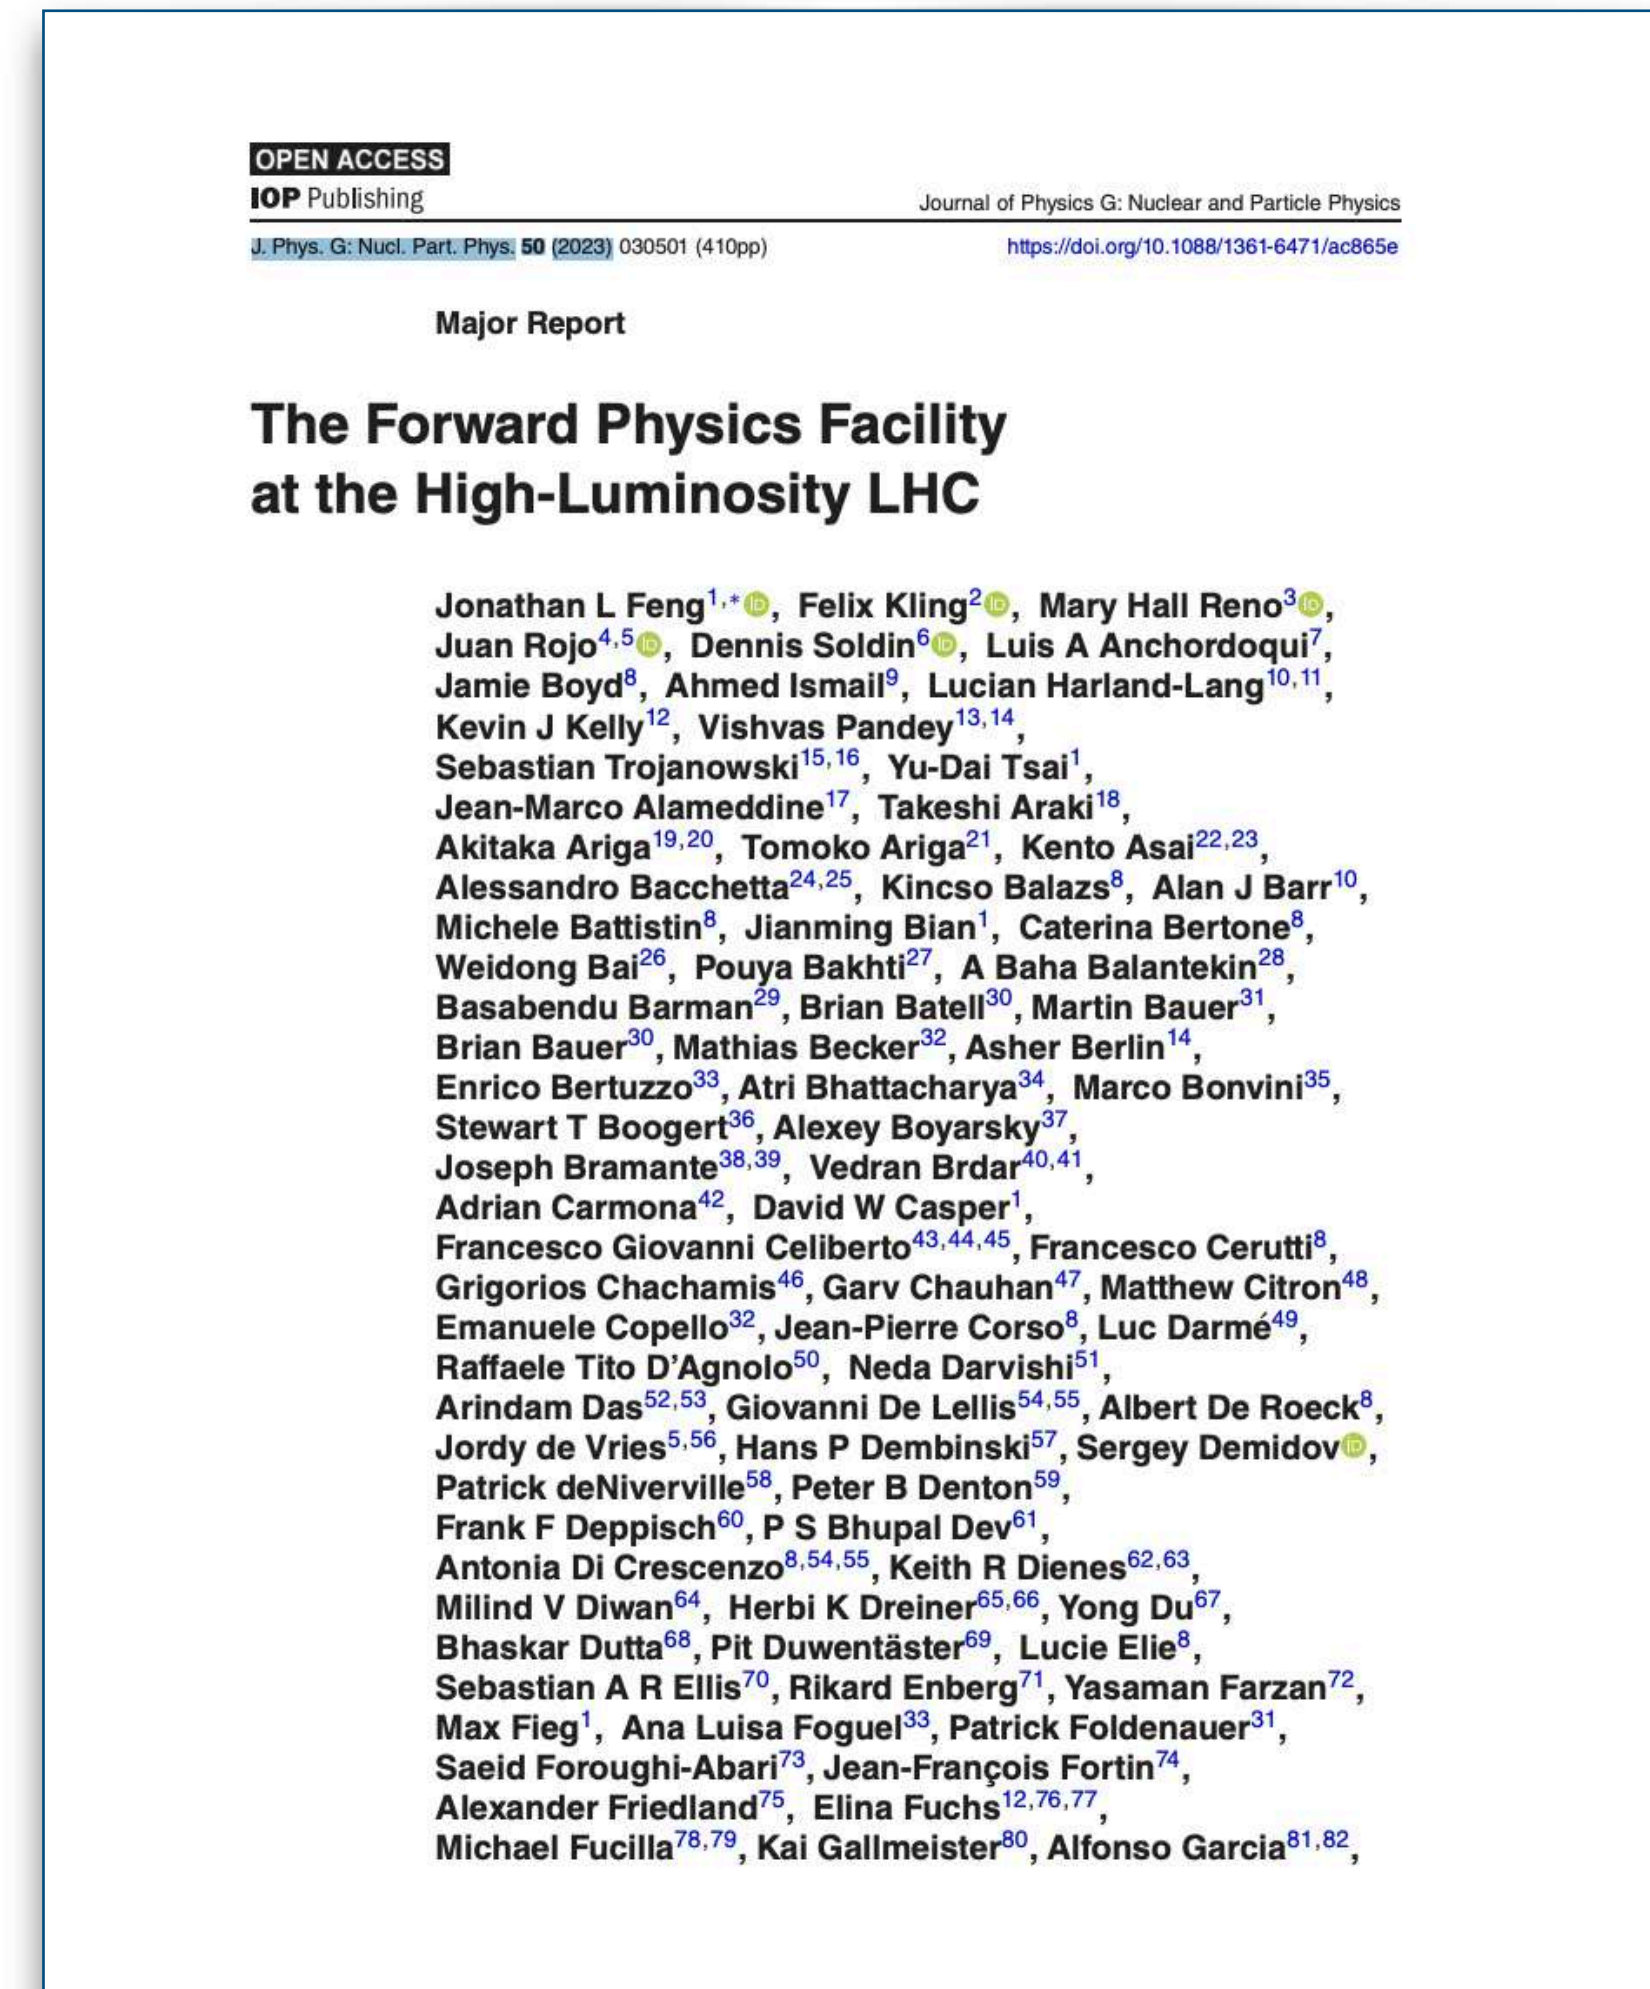 OPEN ACCESS
IOP Publishing
Journal of Physics G: Nuclear and Particle Physics
J. Phys. G: Nucl. Part. Phys. 50 (2023) 030501 (410pp)
https://doi.org/10.1088/1361-6471/ac865e
Major Report
The Forward Physics Facility
at the High-Luminosity LHC
Jonathan L Feng1,* iD, Felix Kling2 iD, Mary Hall Reno3 iD,
Juan Rojo4,5 iD, Dennis Soldin6 iD, Luis A Anchordoqui7,
Jamie Boyd8, Ahmed Ismail9, Lucian Harland-Lang10,11,
Kevin J Kelly12, Vishvas Pandey13,14,
Sebastian Trojanowski15,16, Yu-Dai Tsai1,
Jean-Marco Alameddine17, Takeshi Araki18,
Akitaka Ariga19,20, Tomoko Ariga21, Kento Asai22,23,
Alessandro Bacchetta24,25, Kincso Balazs8, Alan J Barr10,
Michele Battistin8, Jianming Bian1, Caterina Bertone8,
Weidong Bai26, Pouya Bakhti27, A Baha Balantekin28,
Basabendu Barman29, Brian Batell30, Martin Bauer31,
Brian Bauer30, Mathias Becker32, Asher Berlin14,
Enrico Bertuzzo33, Atri Bhattacharya34, Marco Bonvini35,
Stewart T Boogert36, Alexey Boyarsky37,
Joseph Bramante38,39, Vedran Brdar40,41,
Adrian Carmona42, David W Casper1,
Francesco Giovanni Celiberto43,44,45, Francesco Cerutti8,
Grigorios Chachamis46, Garv Chauhan47, Matthew Citron48,
Emanuele Copello32, Jean-Pierre Corso8, Luc Darmé49,
Raffaele Tito D'Agnolo50, Neda Darvishi51,
Arindam Das52,53, Giovanni De Lellis54,55, Albert De Roeck8,
Jordy de Vries5,56, Hans P Dembinski57, Sergey Demidov iD,
Patrick deNiverville58, Peter B Denton59,
Frank F Deppisch60, P S Bhupal Dev61,
Antonia Di Crescenzo8,54,55, Keith R Dienes62,63,
Milind V Diwan64, Herbi K Dreiner65,66, Yong Du67,
Bhaskar Dutta68, Pit Duwentäster69, Lucie Elie8,
Sebastian A R Ellis70, Rikard Enberg71, Yasaman Farzan72,
Max Fieg1, Ana Luisa Foguel33, Patrick Foldenauer31,
Saeid Foroughi-Abari73, Jean-François Fortin74,
Alexander Friedland75, Elina Fuchs12,76,77,
Michael Fucilla78,79, Kai Gallmeister80, Alfonso Garcia81,82,